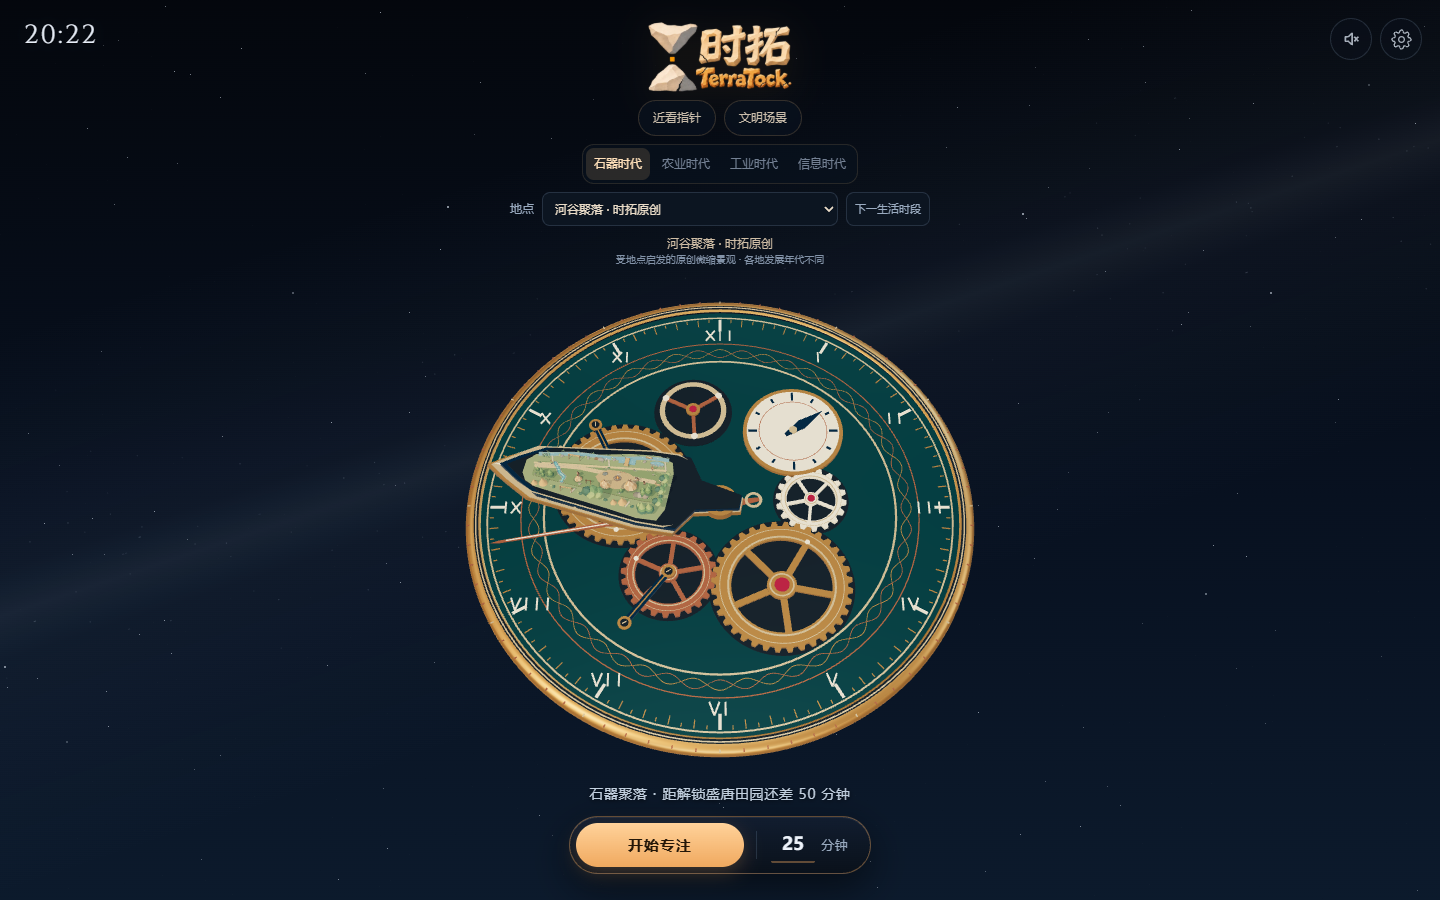 20:22
时拓
TerraTock
近看指针
文明场景
石器时代
农业时代
工业时代
信息时代
地点
河谷聚落 · 时拓原创
下一生活时段
河谷聚落 · 时拓原创
受地点启发的原创微缩景观 · 各地发展年代不同
XII
XI
I
X
II
IX
III
VIII
IV
VII
V
VI
石器聚落 · 距解锁盛唐田园还差 50 分钟
开始专注
25
分钟